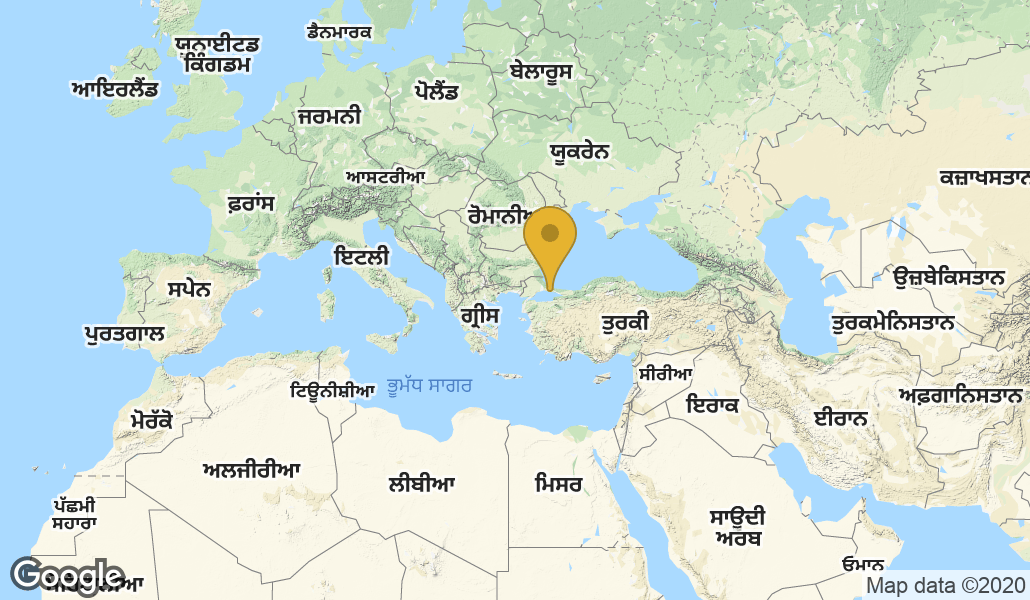 ਡੈਨਮਾਰਕ
ਯੂਨਾਈਟਡ
ਕਿੰਗਡਮ
ਬੇਲਾਰੂਸ
ਆਇਰਲੈਂਡ
ਪੋਲੈਂਡ
ਜਰਮਨੀ
ਯੂਕਰੇਨ
ਆਸਟਰੀਆ
ਕਜ਼ਾਖਸਤਾਨ
ਫ਼ਰਾਂਸ
ਰੋਮਾਨੀਆ
ਇਟਲੀ
ਉਜ਼ਬੇਕਿਸਤਾਨ
ਸਪੇਨ
ਗ੍ਰੀਸ
ਤੁਰਕੀ
ਤੁਰਕਮੇਨਿਸਤਾਨ
ਪੁਰਤਗਾਲ
ਸੀਰੀਆ
ਟਿਊਨੀਸ਼ੀਆ
ਭੂਮੱਧ ਸਾਗਰ
ਅਫ਼ਗਾਨਿਸਤਾਨ
ਇਰਾਕ
ਈਰਾਨ
ਮੋਰੱਕੋ
ਅਲਜੀਰੀਆ
ਲੀਬੀਆ
ਮਿਸਰ
ਪੱਛਮੀ
ਸਹਾਰਾ
ਸਾਊਦੀ
ਅਰਬ
ਓਮਾਨ
Google
Map data ©2020